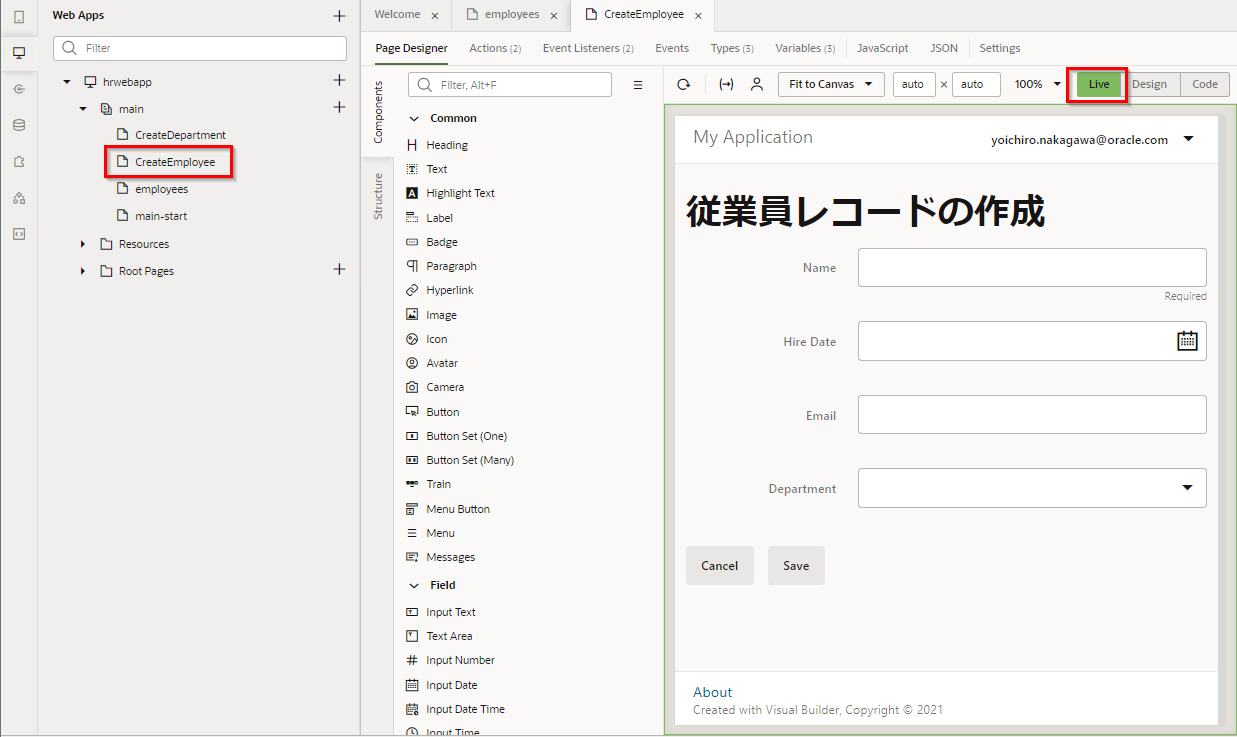 Web Apps
Filter
hrwebapp
main
CreateDepartment
CreateEmployee
employees
main-start
Resources
Root Pages
Welcome
employees
CreateEmployee
Page Designer
Actions (2)
Event Listeners (2)
Events
Types (3)
Variables (3)
JavaScript
JSON
Settings
Components
Structure
Filter, Alt+F
Common
Heading
Text
Highlight Text
Label
Badge
Paragraph
Hyperlink
Image
Icon
Avatar
Camera
Button
Button Set (One)
Button Set (Many)
Train
Menu Button
Menu
Messages
Field
Input Text
Text Area
Input Number
Input Date
Input Date Time
Input Time
Fit to Canvas
auto × auto
100%
Live
Design
Code
My Application
yoichiro.nakagawa@oracle.com
従業員レコードの作成
Name
Required
Hire Date
Email
Department
Cancel
Save
About
Created with Visual Builder, Copyright © 2021